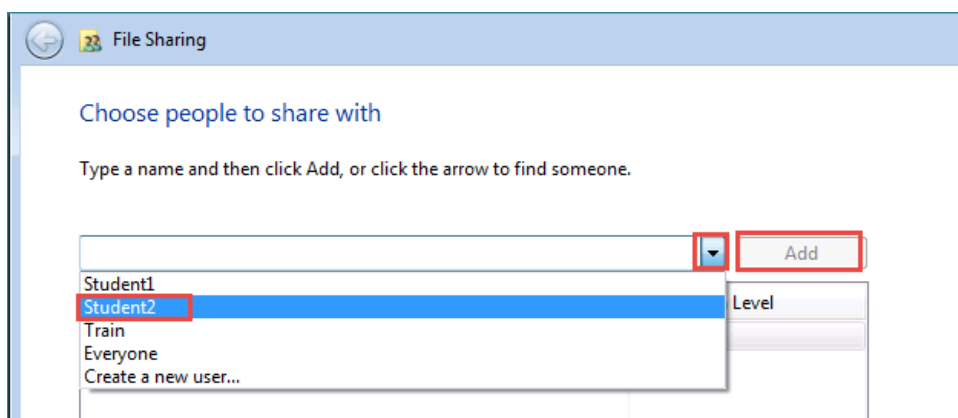 File Sharing
Choose people to share with
Type a name and then click Add, or click the arrow to find someone.
Add
Student1
Student2
Level
Train
Everyone
Create a new user...